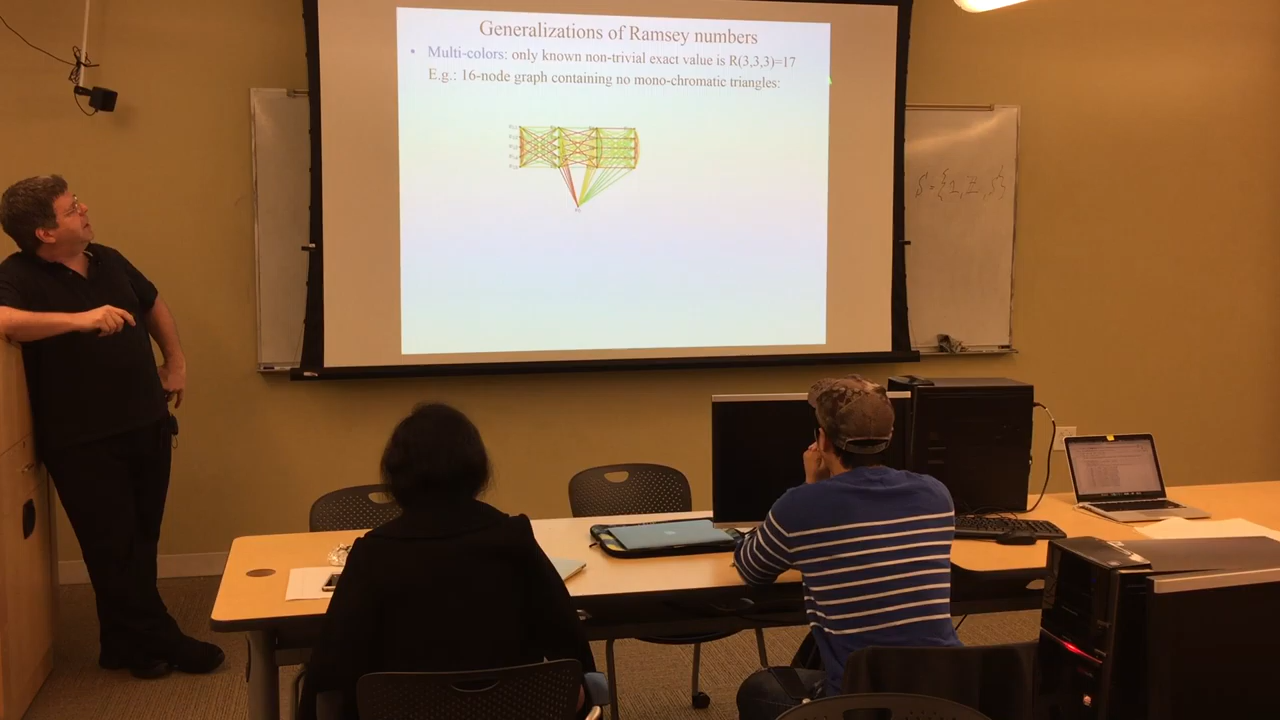 Generalizations of Ramsey numbers
• Multi-colors: only known non-trivial exact value is R(3,3,3)=17
E.g.: 16-node graph containing no mono-chromatic triangles: